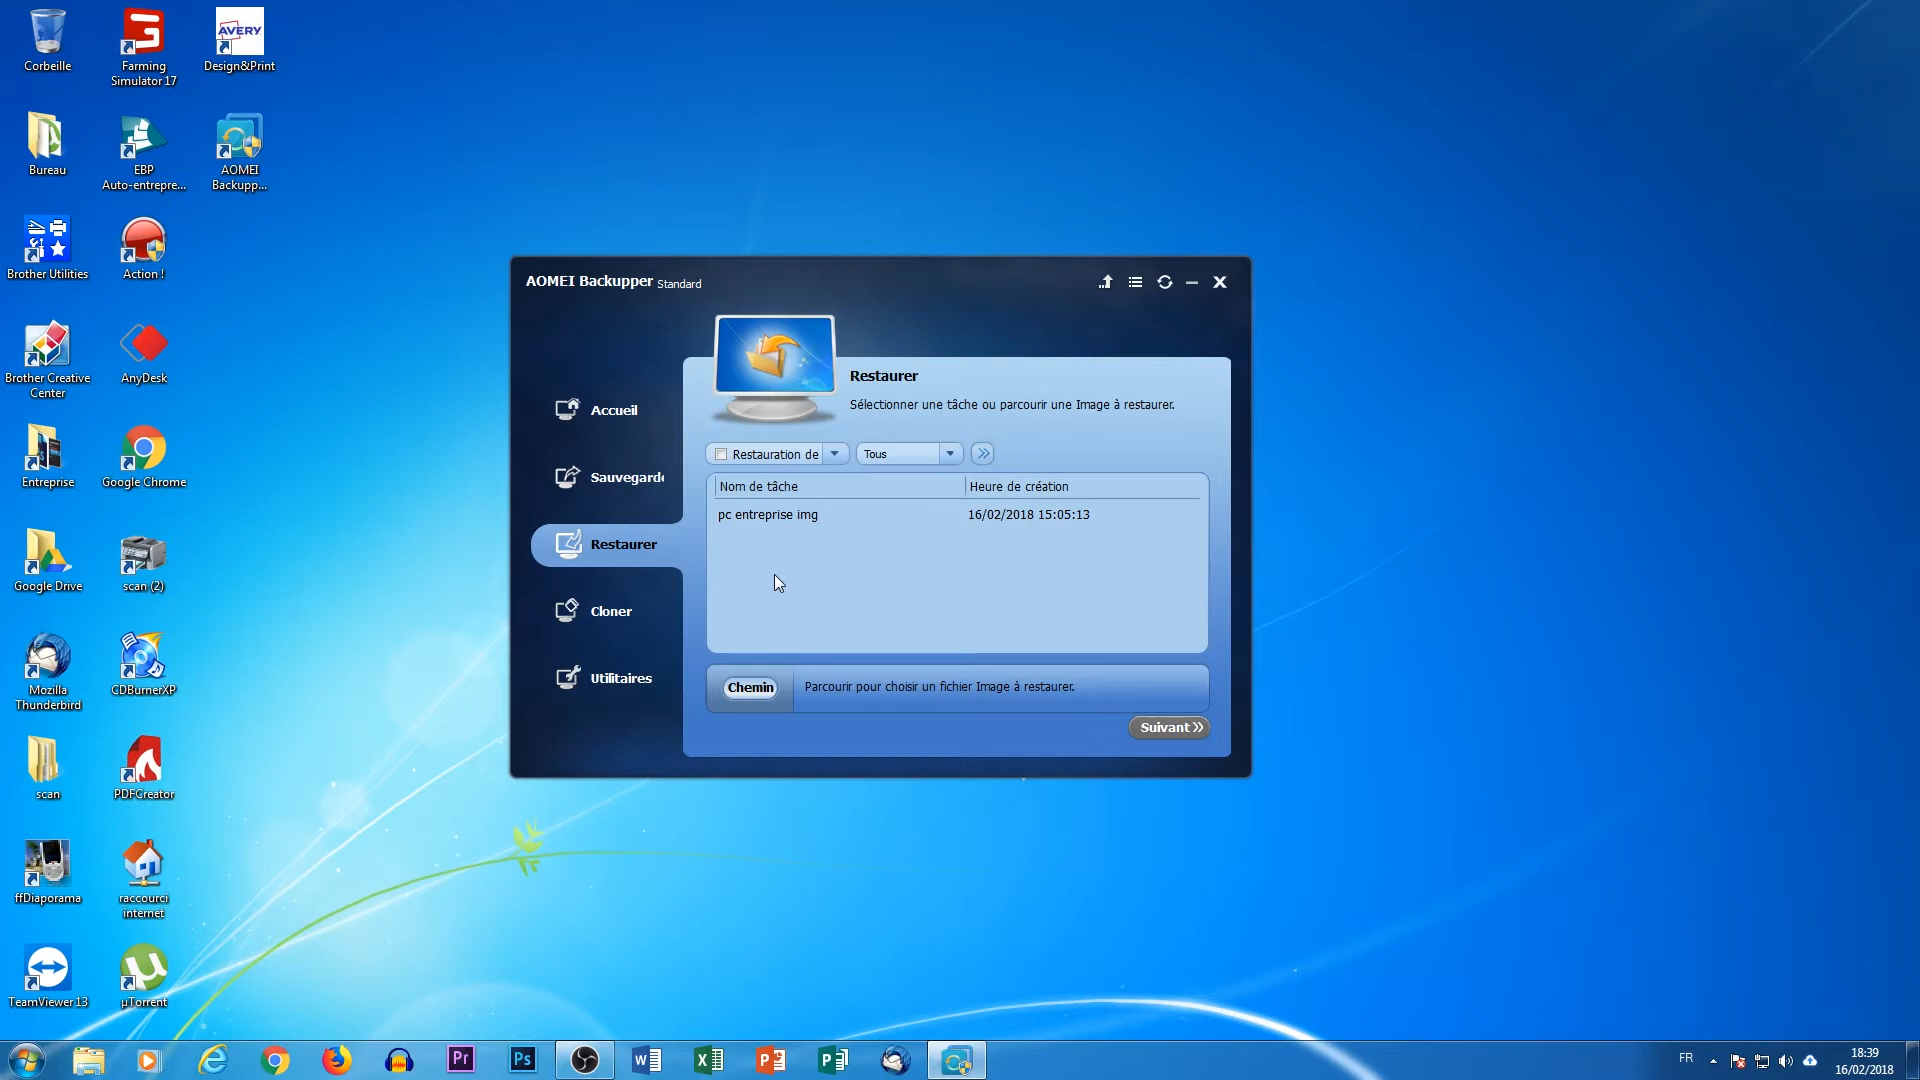 Corbeille
Farming
Simulator 17
AVERY
Design&Print
Bureau
EBP
Auto-entrepre...
AOMEI
Backupp...
Brother Utilities
Action !
Brother Creative
Center
AnyDesk
Entreprise
Google Chrome
Google Drive
scan (2)
Mozilla
Thunderbird
CDBurnerXP
scan
PDFCreator
ffDiaporama
raccourci
internet
TeamViewer 13
µTorrent
AOMEI Backupper Standard
Accueil
Sauvegarde
Restaurer
Cloner
Utilitaires
Restaurer
Sélectionner une tâche ou parcourir une Image à restaurer.
Restauration de
Tous
Nom de tâche
Heure de création
pc entreprise img
16/02/2018 15:05:13
Chemin
Parcourir pour choisir un fichier Image à restaurer.
Suivant
Pr
Ps
FR
18:39
16/02/2018